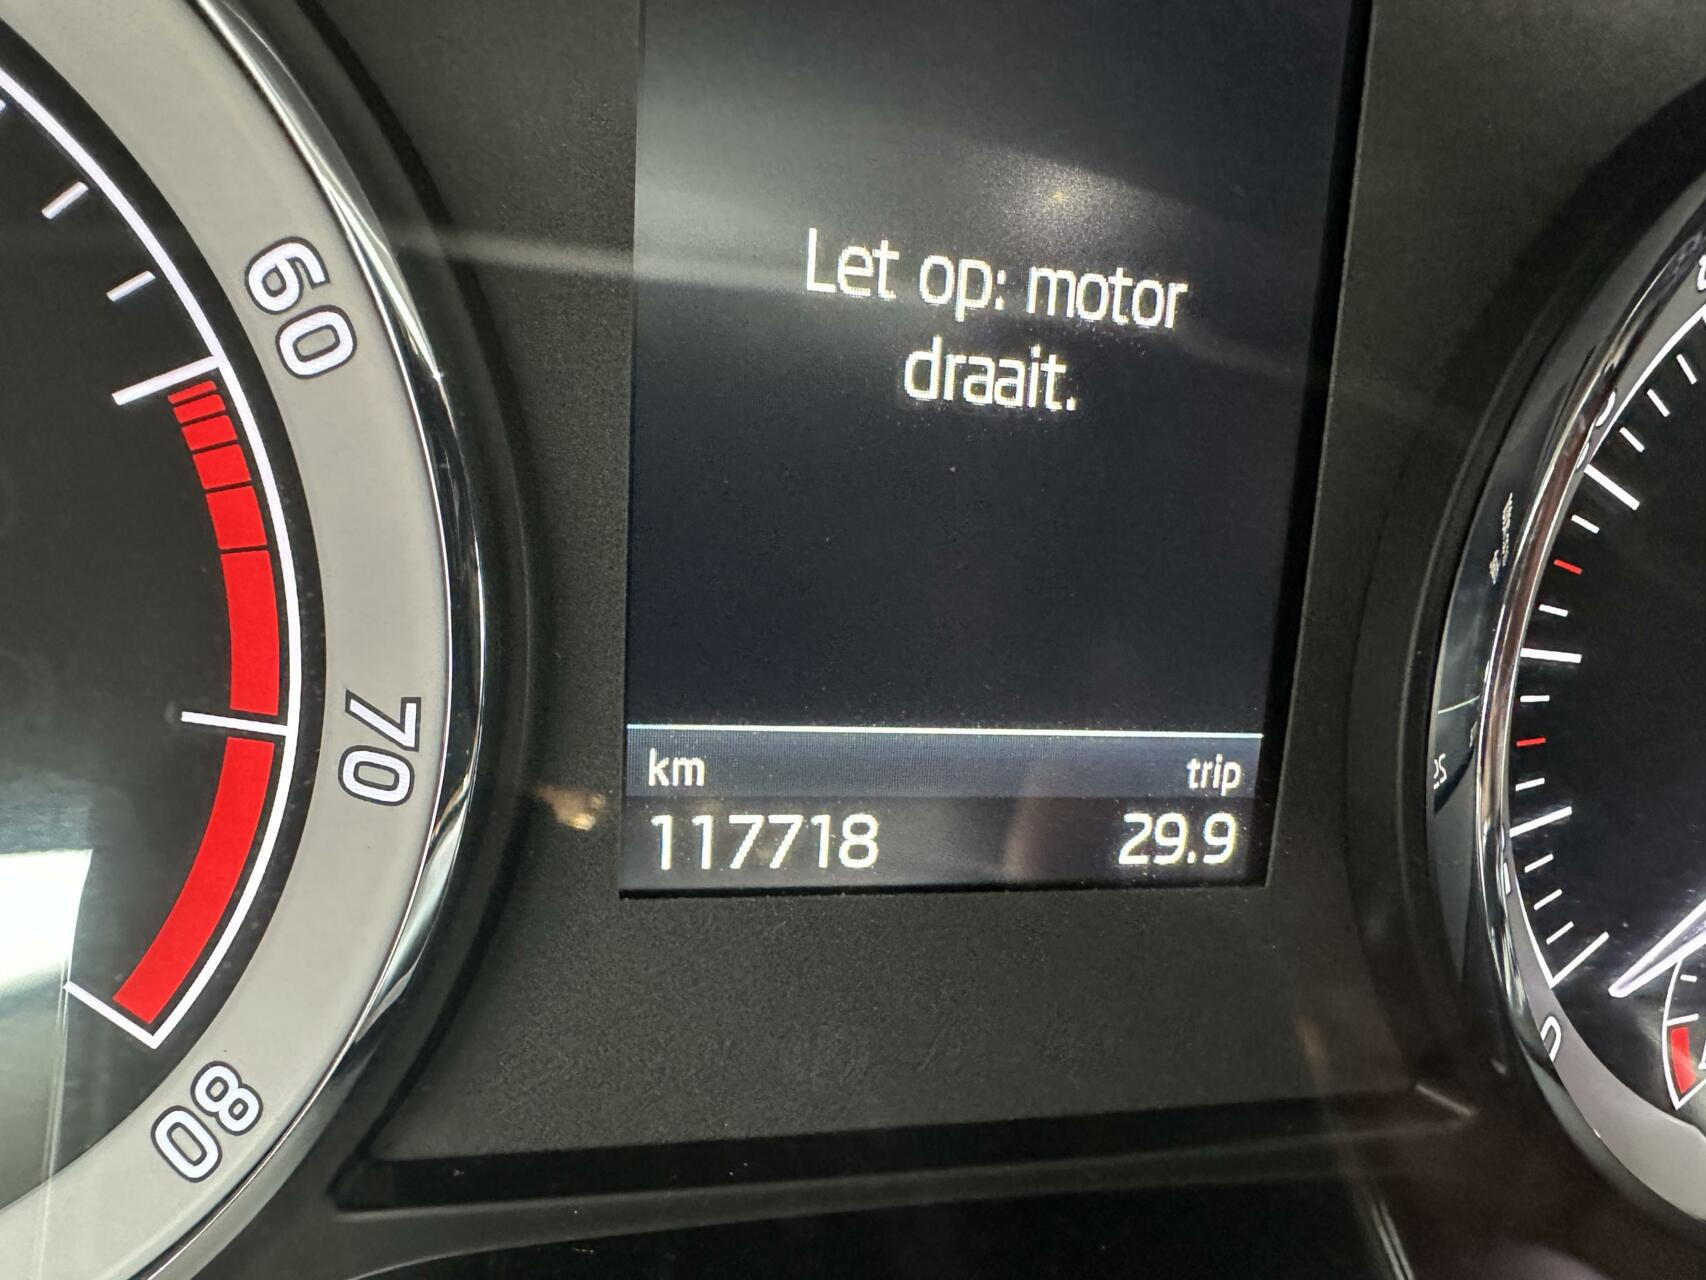 60
70
80
Let op: motor
draait.
km trip
117718 29.9